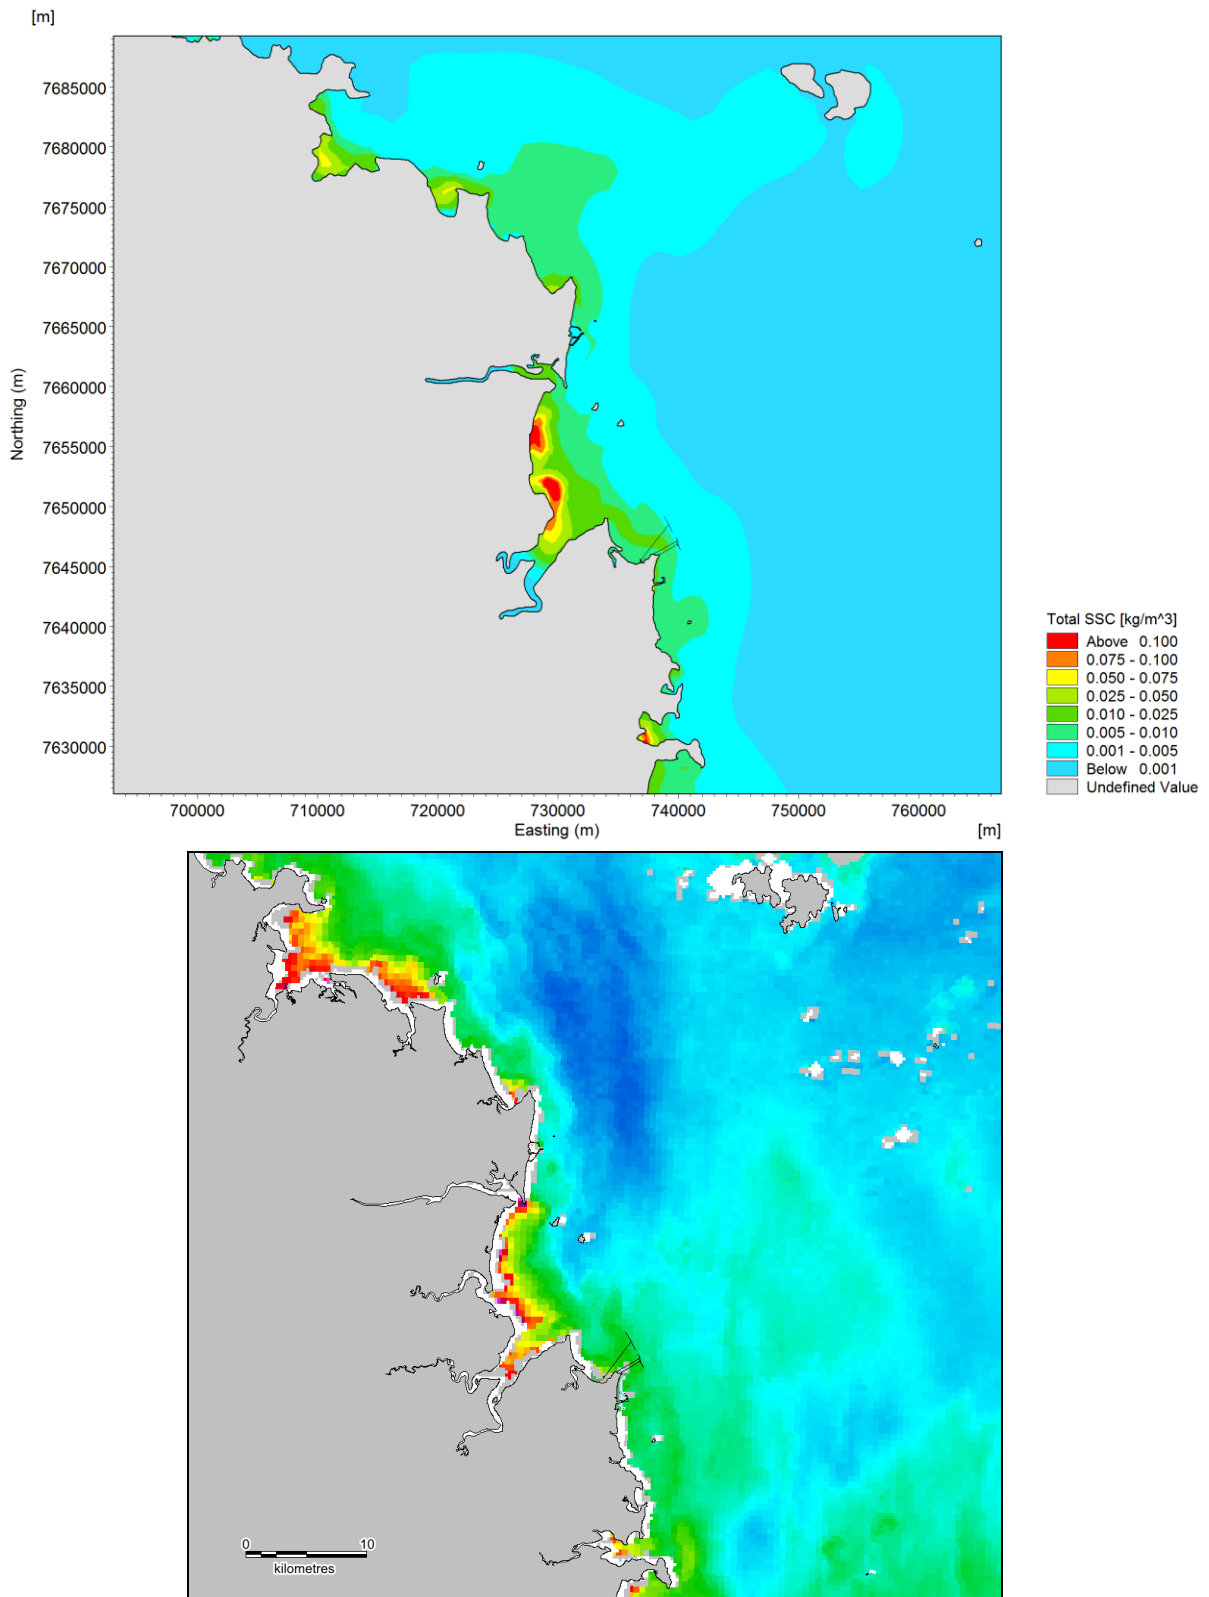 [m]
7685000
7680000
7675000
7670000
7665000
7660000
7655000
7650000
7645000
7640000
7635000
7630000
Northing (m)
700000 710000 720000 730000 740000 750000 760000
Easting (m) [m]
Total SSC [kg/m^3]
Above 0.100
0.075 - 0.100
0.050 - 0.075
0.025 - 0.050
0.010 - 0.025
0.005 - 0.010
0.001 - 0.005
Below 0.001
Undefined Value
0 10
kilometres